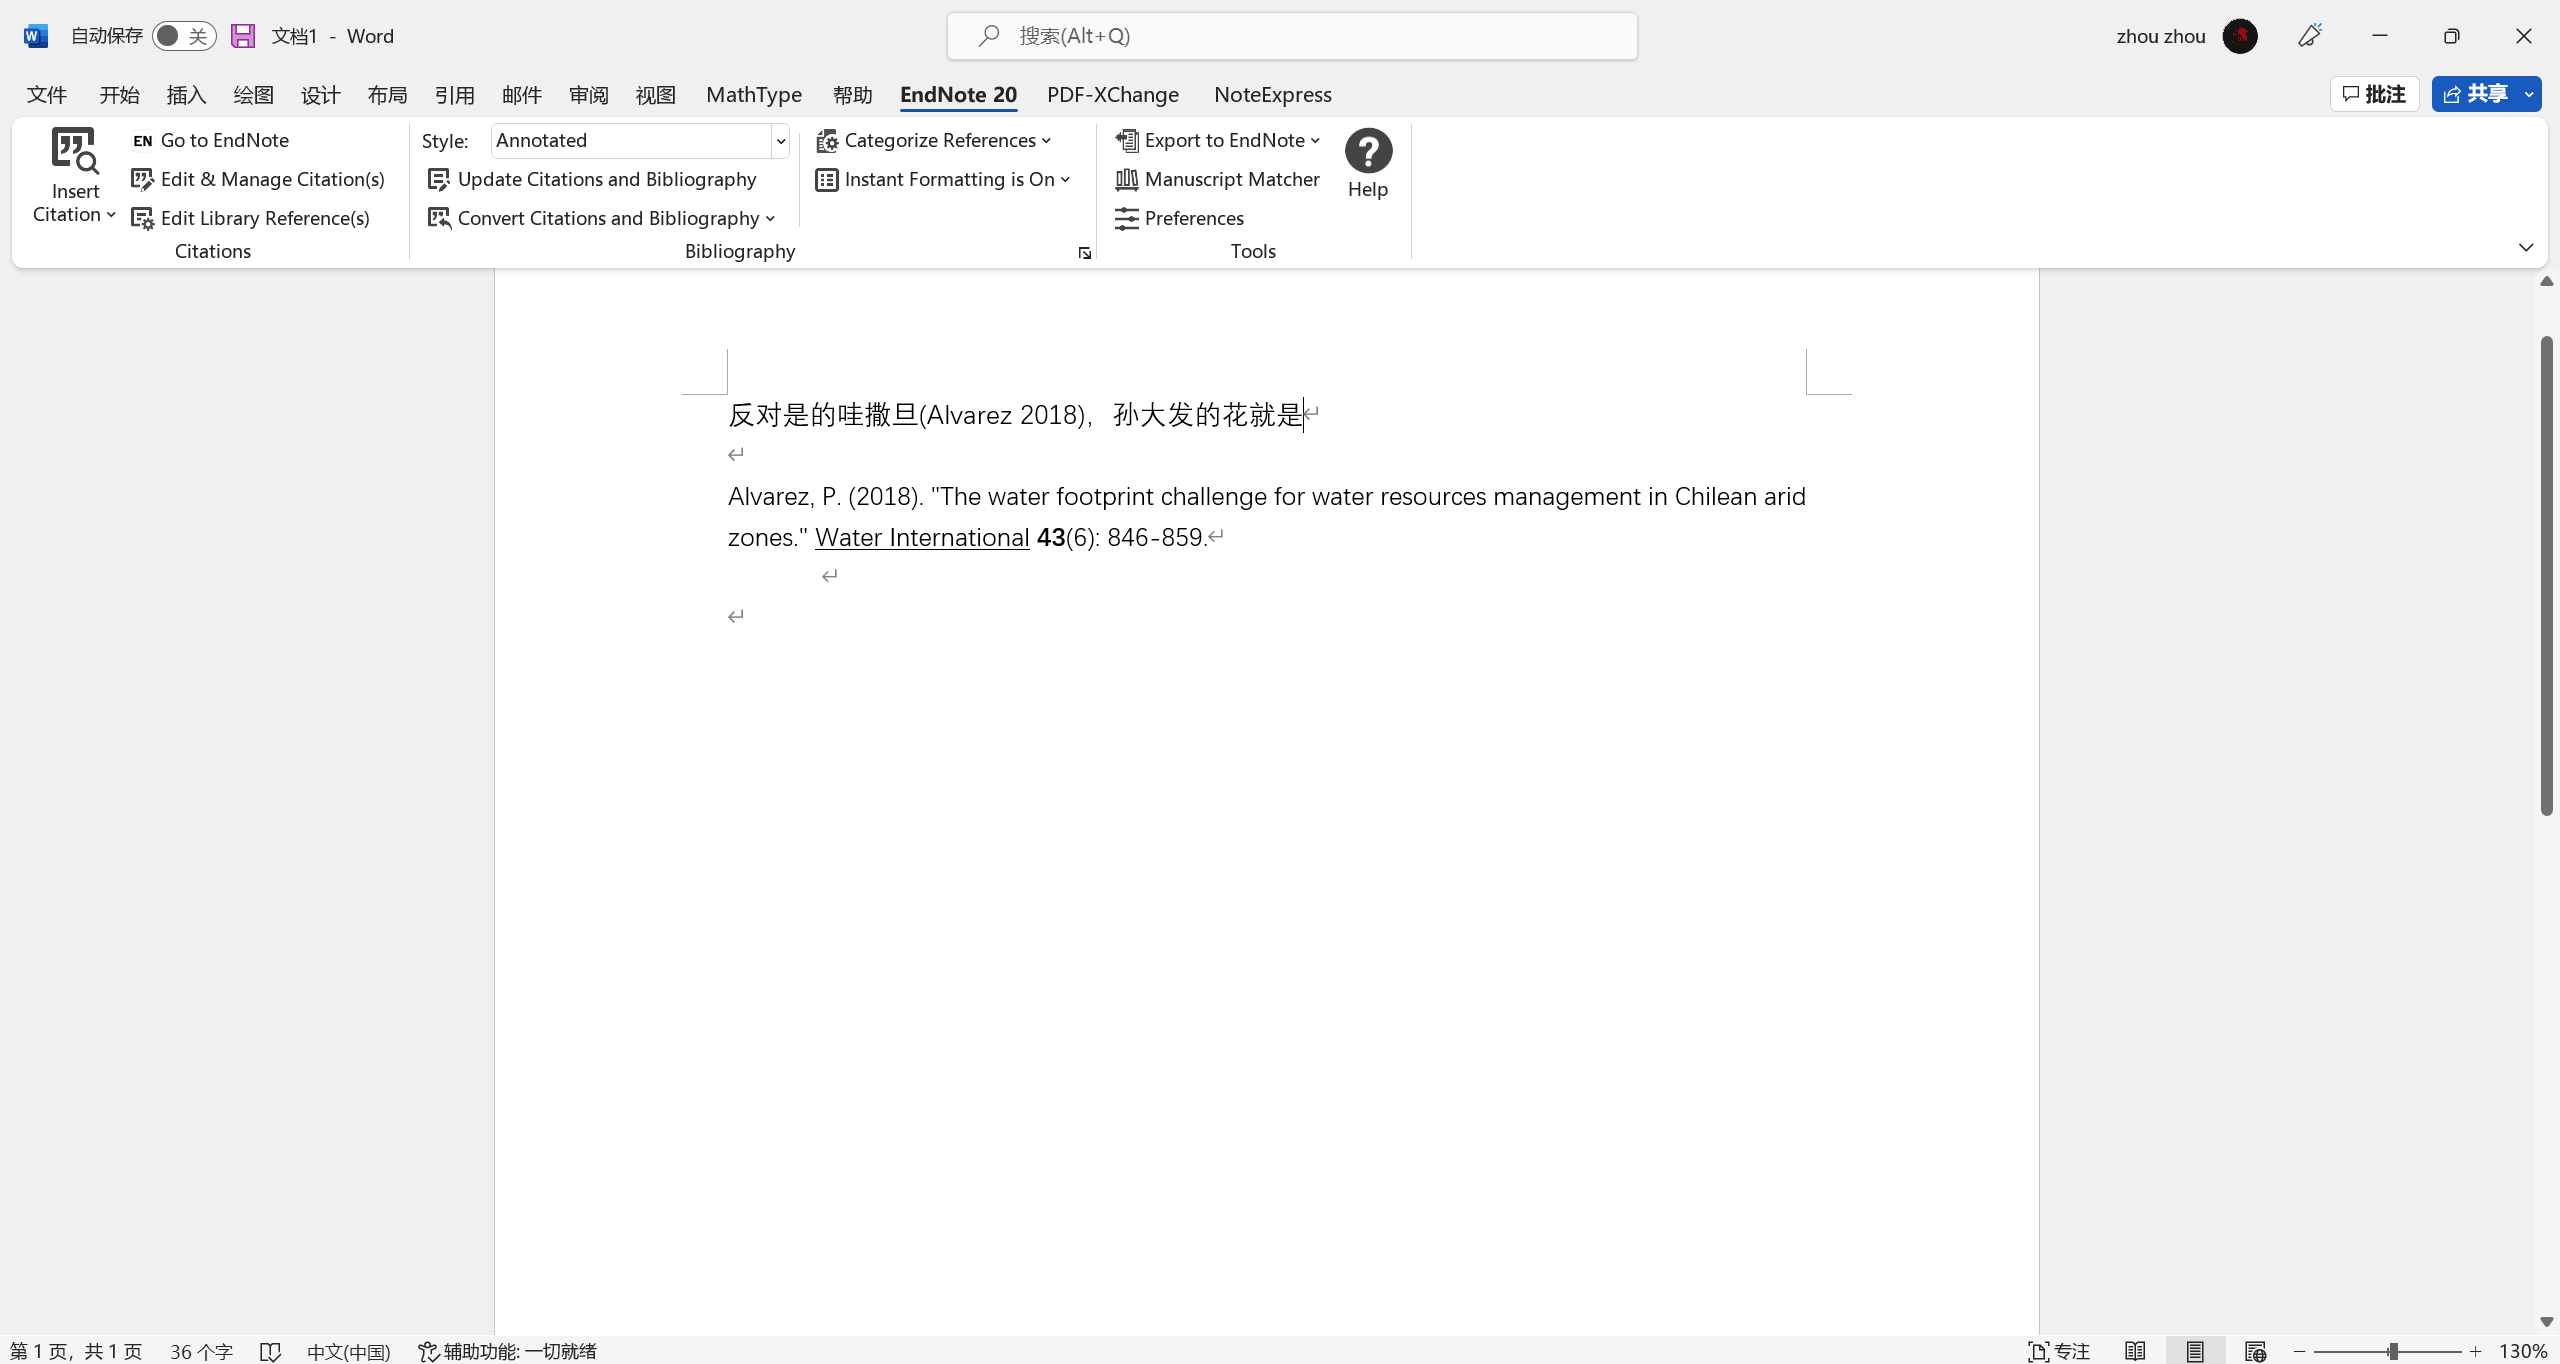 自动保存 关 文档1 - Word 搜索(Alt+Q) zhou zhou
文件 开始 插入 绘图 设计 布局 引用 邮件 审阅 视图 MathType 帮助 EndNote 20 PDF-XChange NoteExpress 批注 共享
Insert Citation
EN Go to EndNote
Edit & Manage Citation(s)
Edit Library Reference(s)
Citations
Style: Annotated
Update Citations and Bibliography
Convert Citations and Bibliography
Categorize References
Instant Formatting is On
Bibliography
Export to EndNote
Manuscript Matcher
Preferences
Help
Tools
反对是的哇撒旦(Alvarez 2018)，孙大发的花就是
Alvarez, P. (2018). "The water footprint challenge for water resources management in Chilean arid
zones." Water International 43(6): 846-859.
第 1 页，共 1 页 36 个字 中文(中国) 辅助功能: 一切就绪 专注 130%